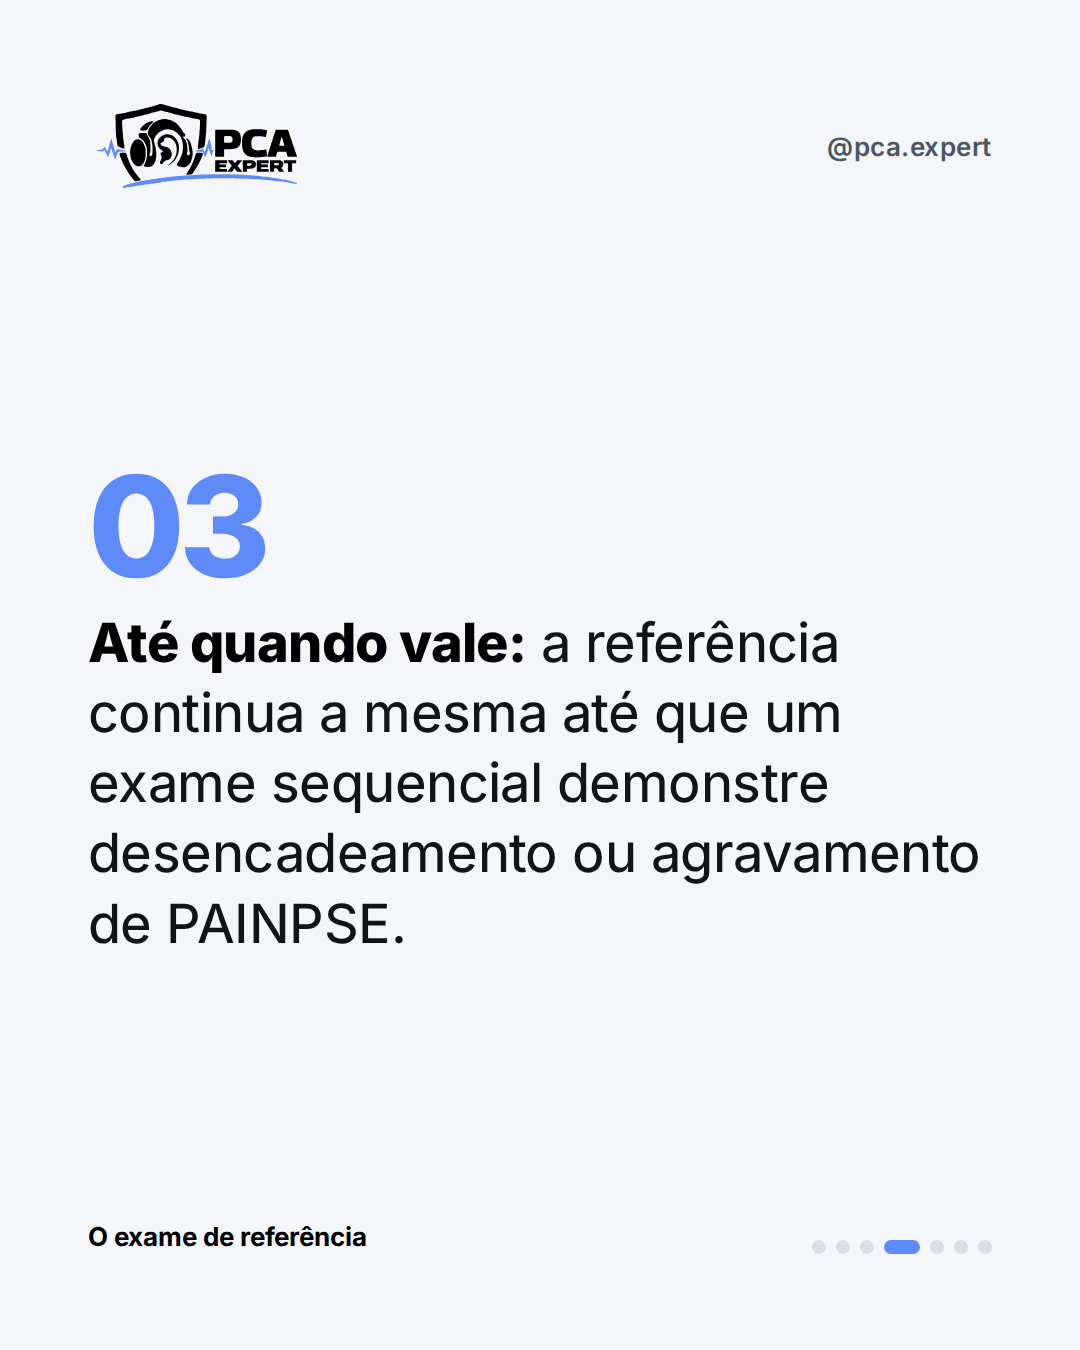 PCA
EXPERT
@pca.expert
03
Até quando vale: a referência
continua a mesma até que um
exame sequencial demonstre
desencadeamento ou agravamento
de PAINPSE.
O exame de referência